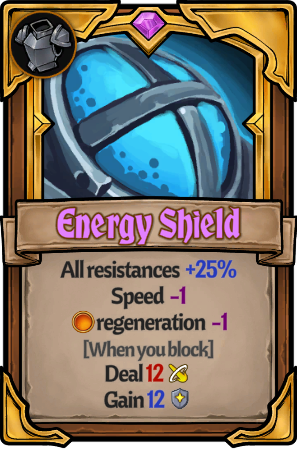 Energy Shield
All resistances +25%
Speed -1
regeneration -1
[When you block]
Deal 12
Gain 12